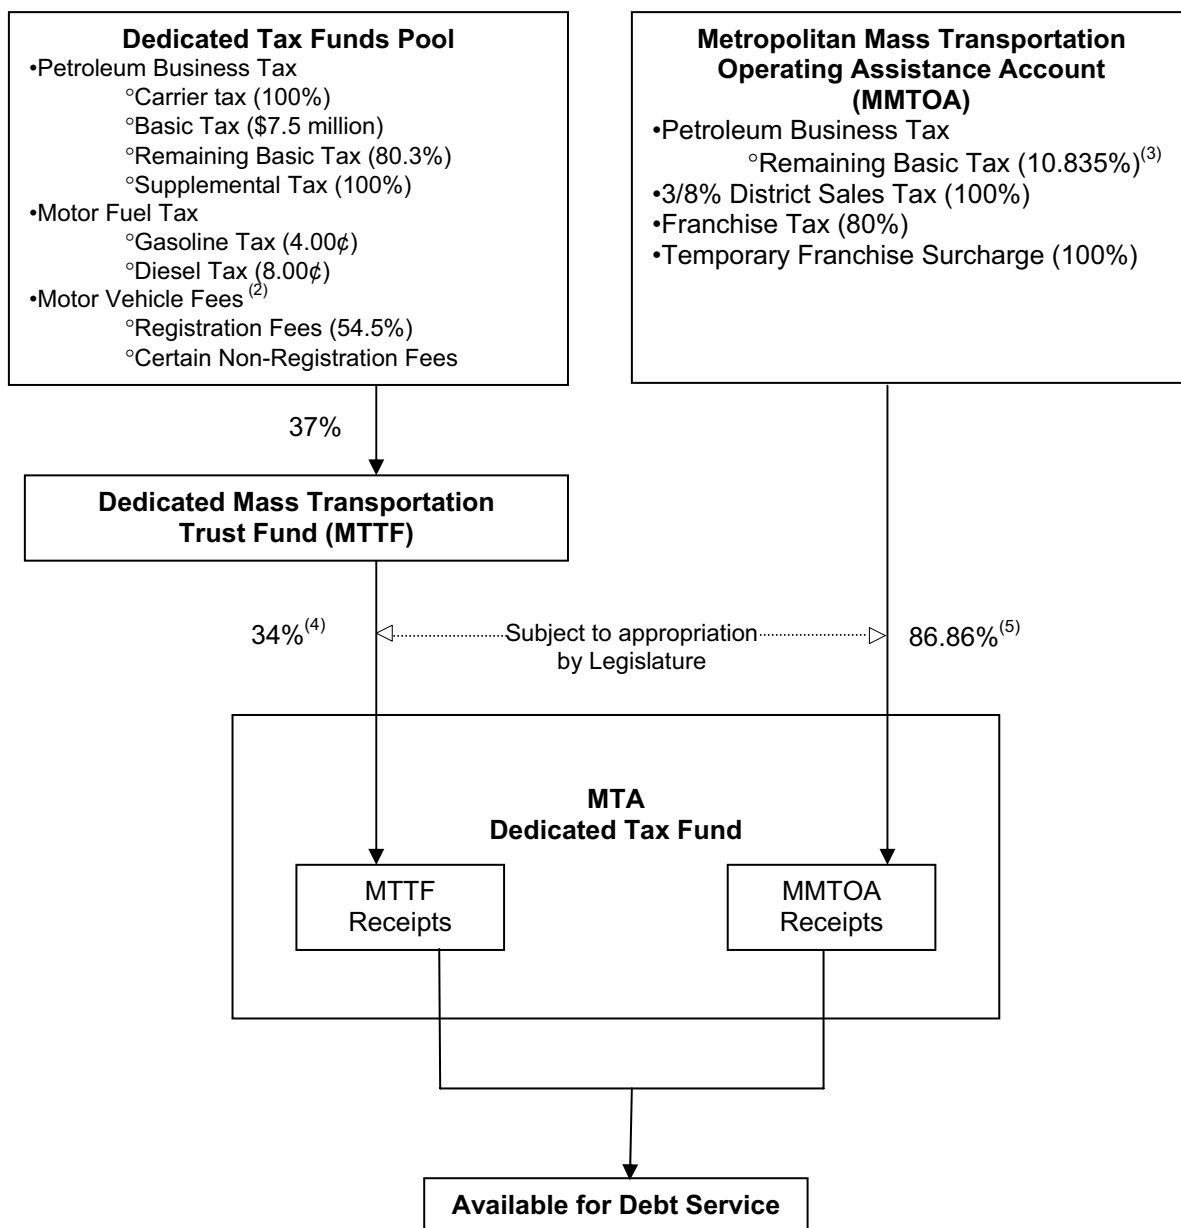 Dedicated Tax Funds Pool
•Petroleum Business Tax
°Carrier tax (100%)
°Basic Tax ($7.5 million)
°Remaining Basic Tax (80.3%)
°Supplemental Tax (100%)
•Motor Fuel Tax
°Gasoline Tax (4.00¢)
°Diesel Tax (8.00¢)
•Motor Vehicle Fees (2)
°Registration Fees (54.5%)
°Certain Non-Registration Fees
Metropolitan Mass Transportation
Operating Assistance Account
(MMTOA)
•Petroleum Business Tax
°Remaining Basic Tax (10.835%)(3)
•3/8% District Sales Tax (100%)
•Franchise Tax (80%)
•Temporary Franchise Surcharge (100%)
37%
Dedicated Mass Transportation
Trust Fund (MTTF)
34%(4)
Subject to appropriation
by Legislature
86.86%(5)
MTA
Dedicated Tax Fund
MTTF
Receipts
MMTOA
Receipts
Available for Debt Service